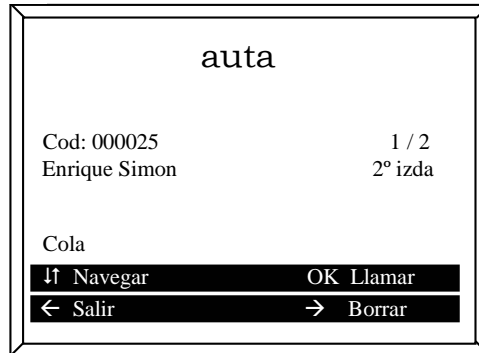 auta
Cod: 000025 1 / 2
Enrique Simon 2º izda
Cola
↓↑ Navegar OK Llamar
← Salir → Borrar